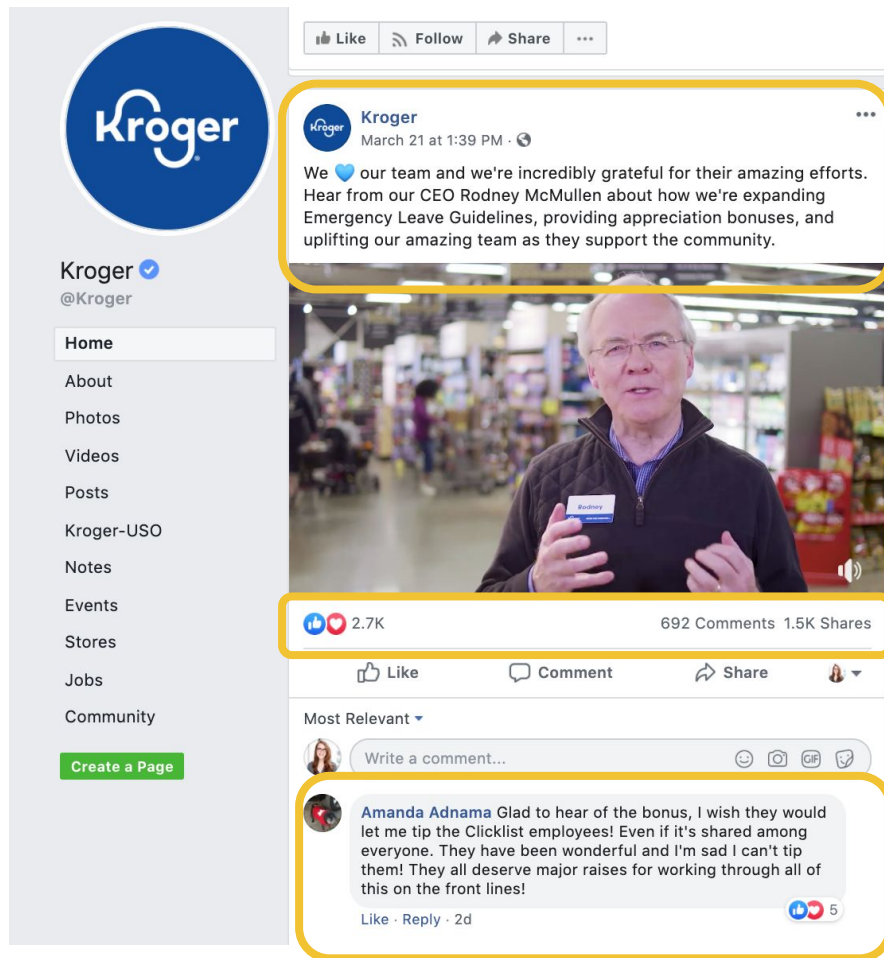 Kroger
Kroger
@Kroger
Home
About
Photos
Videos
Posts
Kroger-USO
Notes
Events
Stores
Jobs
Community
Create a Page
Like Follow Share
Kroger
Kroger
March 21 at 1:39 PM ·
We 💙 our team and we're incredibly grateful for their amazing efforts.
Hear from our CEO Rodney McMullen about how we're expanding
Emergency Leave Guidelines, providing appreciation bonuses, and
uplifting our amazing team as they support the community.
Rodney
2.7K 692 Comments 1.5K Shares
Like Comment Share
Most Relevant
Write a comment... GIF
Amanda Adnama Glad to hear of the bonus, I wish they would
let me tip the Clicklist employees! Even if it's shared among
everyone. They have been wonderful and I'm sad I can't tip
them! They all deserve major raises for working through all of
this on the front lines!
5
Like · Reply · 2d